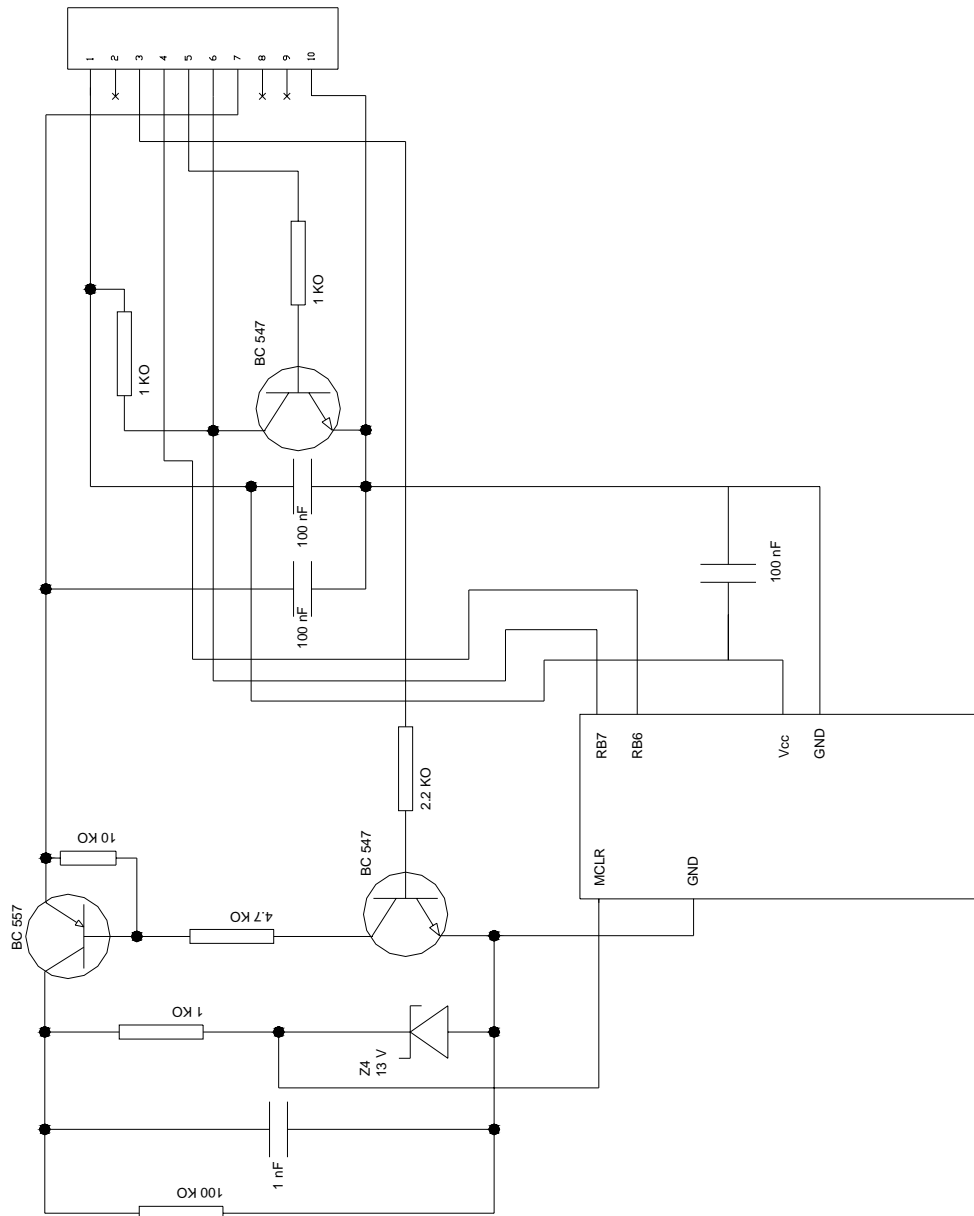 1
2
3
4
5
6
7
8
9
10
1 KO
1 KO
BC 547
100 nF
100 nF
100 nF
RB7
RB6
Vcc
GND
MCLR
GND
2.2 KO
BC 547
10 KO
BC 557
4.7 KO
1 KO
Z4
13 V
1 nF
100 KO